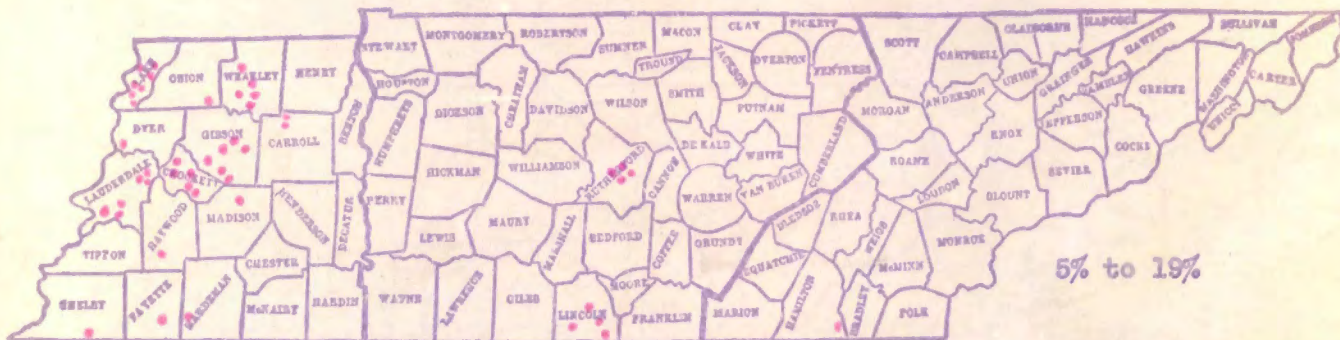 STEWART MONTGOMERY ROBERTSON SUMNER MACON CLAY PICKETT SCOTT CAMPBELL CLAIBORNE HANCOCK HAWKINS SULLIVAN JOHNSON
LAKE OBION WEAKLEY HENRY HOUSTON CHEATHAM DAVIDSON WILSON TROUSD JACKSON OVERTON FENTRESS UNION GRAINGER HAMBLEN GREENE WASHINGTON CARTER
DYER GIBSON CARROLL BENTON HUMPHREYS DICKSON SMITH PUTNAM MORGAN ANDERSON KNOX JEFFERSON COCKE
LAUDERDALE CROCKETT HICKMAN WILLIAMSON RUTHERFORD CANNON DE KALB WHITE CUMBERLAND ROANE LOUDON BLOUNT SEVIER
HAYWOOD MADISON HENDERSON DECATUR PERRY WARREN VAN BUREN
TIPTON CHESTER LEWIS MAURY MARSHALL BEDFORD COFFEE GRUNDY BLEDSOE RHEA MEIGS McMINN MONROE
MOORE SEQUATCHIE
5% to 19%
SHELBY FAYETTE HARDEMAN McNAIRY HARDIN WAYNE LAWRENCE GILES LINCOLN FRANKLIN MARION HAMILTON BRADLEY POLK